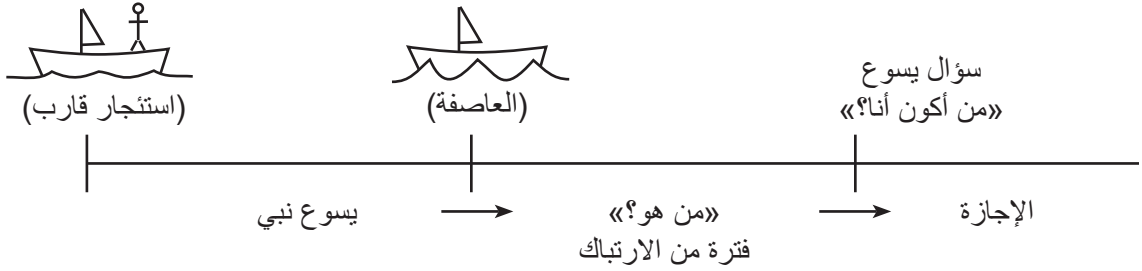 (استئجار قارب)
(العاصفة)
سؤال يسوع
«من أكون أنا؟»
يسوع نبي
«من هو؟»
فترة من الارتباك
الإجازة